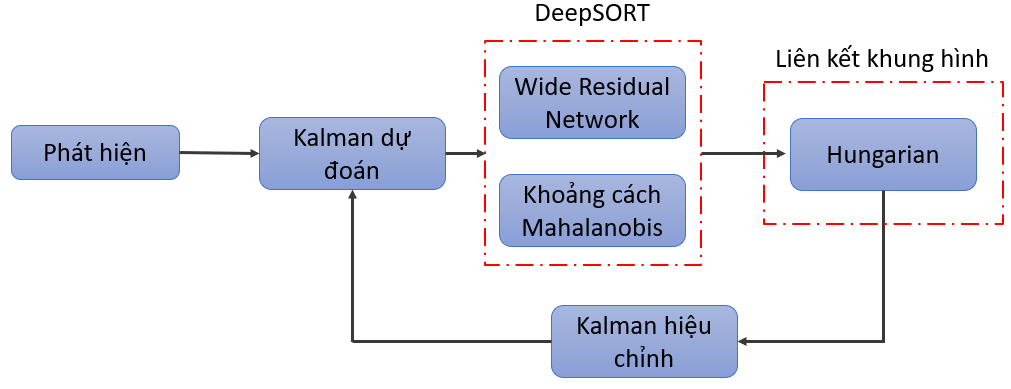 DeepSORT
Liên kết khung hình
Phát hiện
Kalman dự
đoán
Wide Residual
Network
Khoảng cách
Mahalanobis
Hungarian
Kalman hiệu
chỉnh